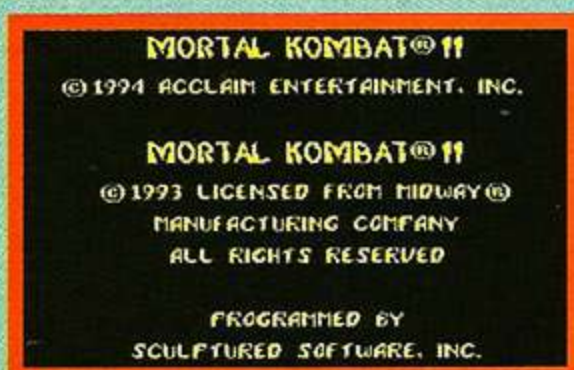 MORTAL KOMBAT® II
© 1994 ACCLAIM ENTERTAINMENT, INC.
MORTAL KOMBAT® II
© 1993 LICENSED FROM MIDWAY®
MANUFACTURING COMPANY
ALL RIGHTS RESERVED
PROGRAMMED BY
SCULPTURED SOFTWARE, INC.